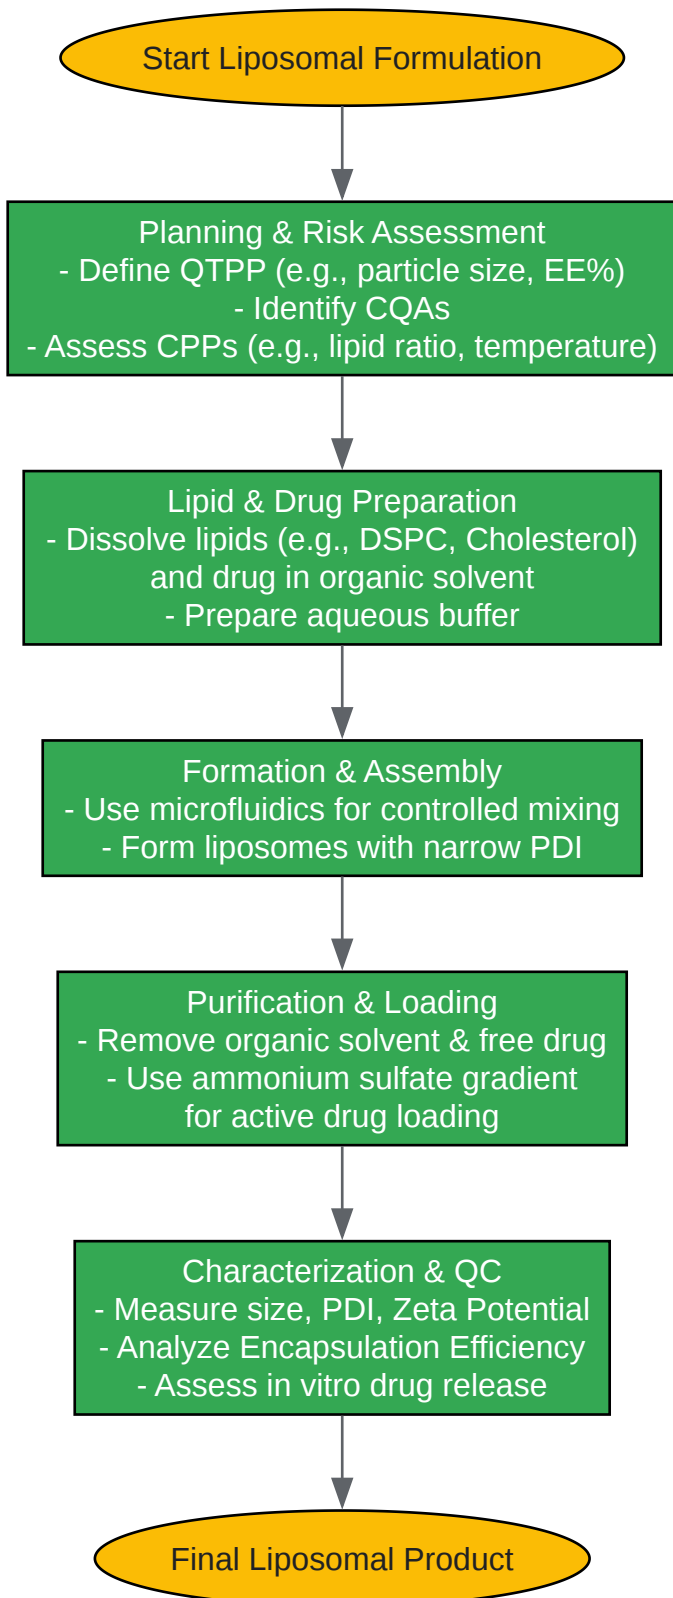 Start Liposomal Formulation
Planning & Risk Assessment
- Define QTPP (e.g., particle size, EE%)
- Identify CQAs
- Assess CPPs (e.g., lipid ratio, temperature)
Lipid & Drug Preparation
- Dissolve lipids (e.g., DSPC, Cholesterol)
and drug in organic solvent
- Prepare aqueous buffer
Formation & Assembly
- Use microfluidics for controlled mixing
- Form liposomes with narrow PDI
Purification & Loading
- Remove organic solvent & free drug
- Use ammonium sulfate gradient
for active drug loading
Characterization & QC
- Measure size, PDI, Zeta Potential
- Analyze Encapsulation Efficiency
- Assess in vitro drug release
Final Liposomal Product